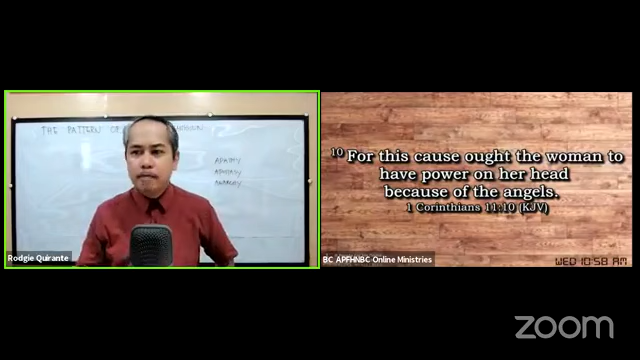 THE PATTERN OF
APATHY
APOSTASY
ANARCHY
Rodgie Quirante
10 For this cause ought the woman to
have power on her head
because of the angels.
1 Corinthians 11:10 (KJV)
BC APFHNBC Online Ministries
WED 10:58 AM
zoom